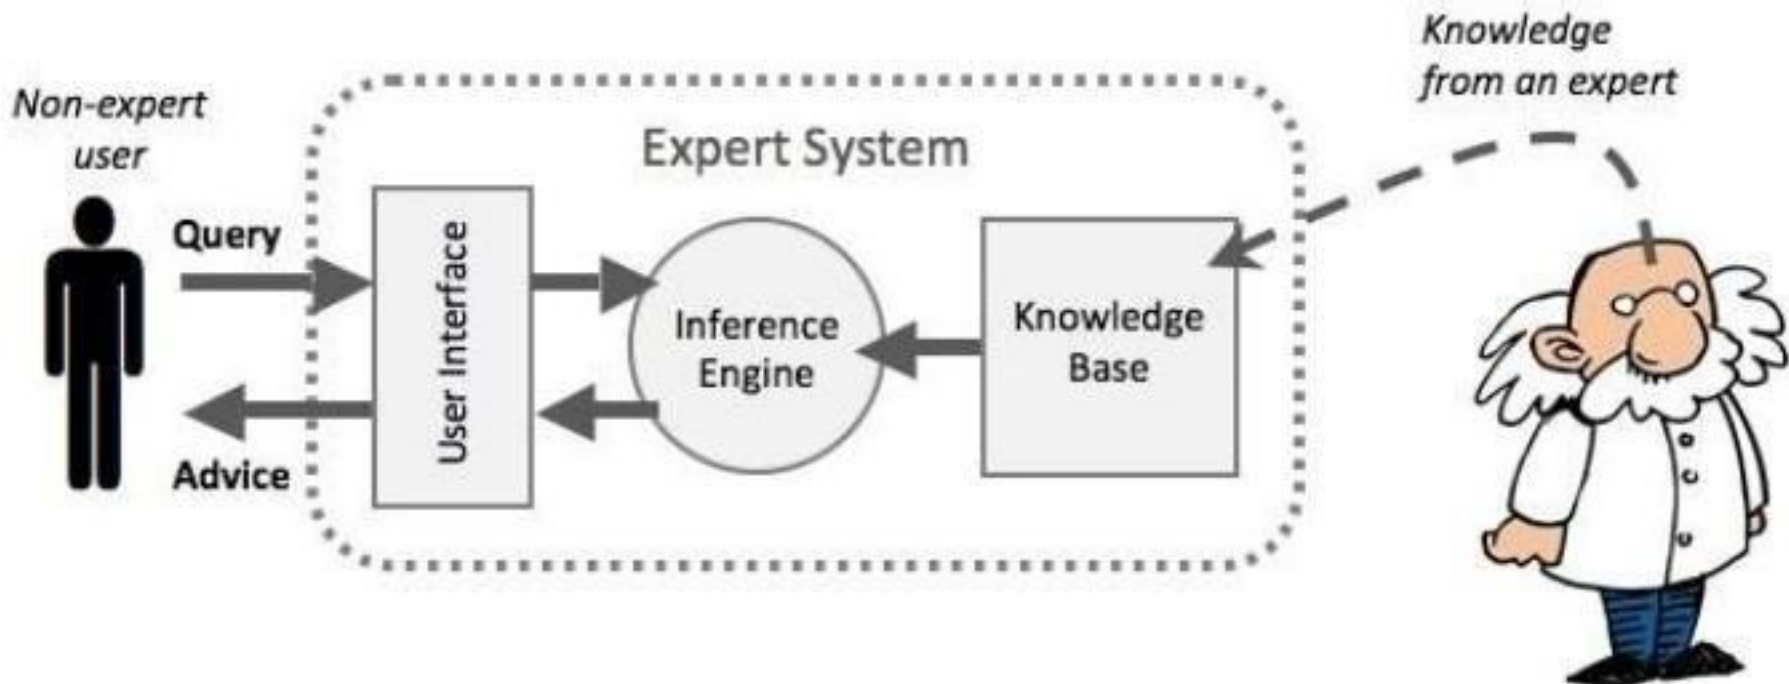 Knowledge
from an expert
Non-expert
user
Expert System
Query
User Interface
Inference
Engine
Knowledge
Base
Advice